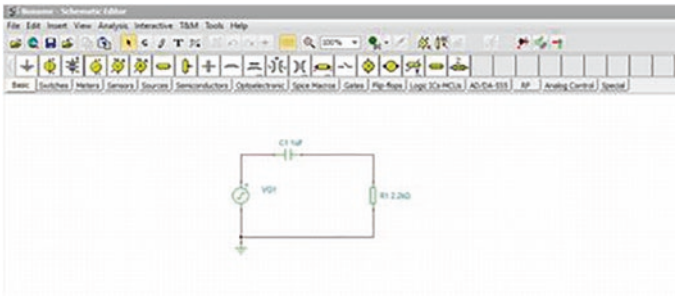 Noname - Schematic Editor
File Edit Insert View Analysis Interactive T&M Tools Help
100%
Basic Switches Meters Sensors Sources Semiconductors Optoelectronic Spice Macros Gates Flip-flops Logic ICs-MCUs AD/DA-555 RF Analog Control Special
C1 1uF
VG1
R1 2.2kΩ